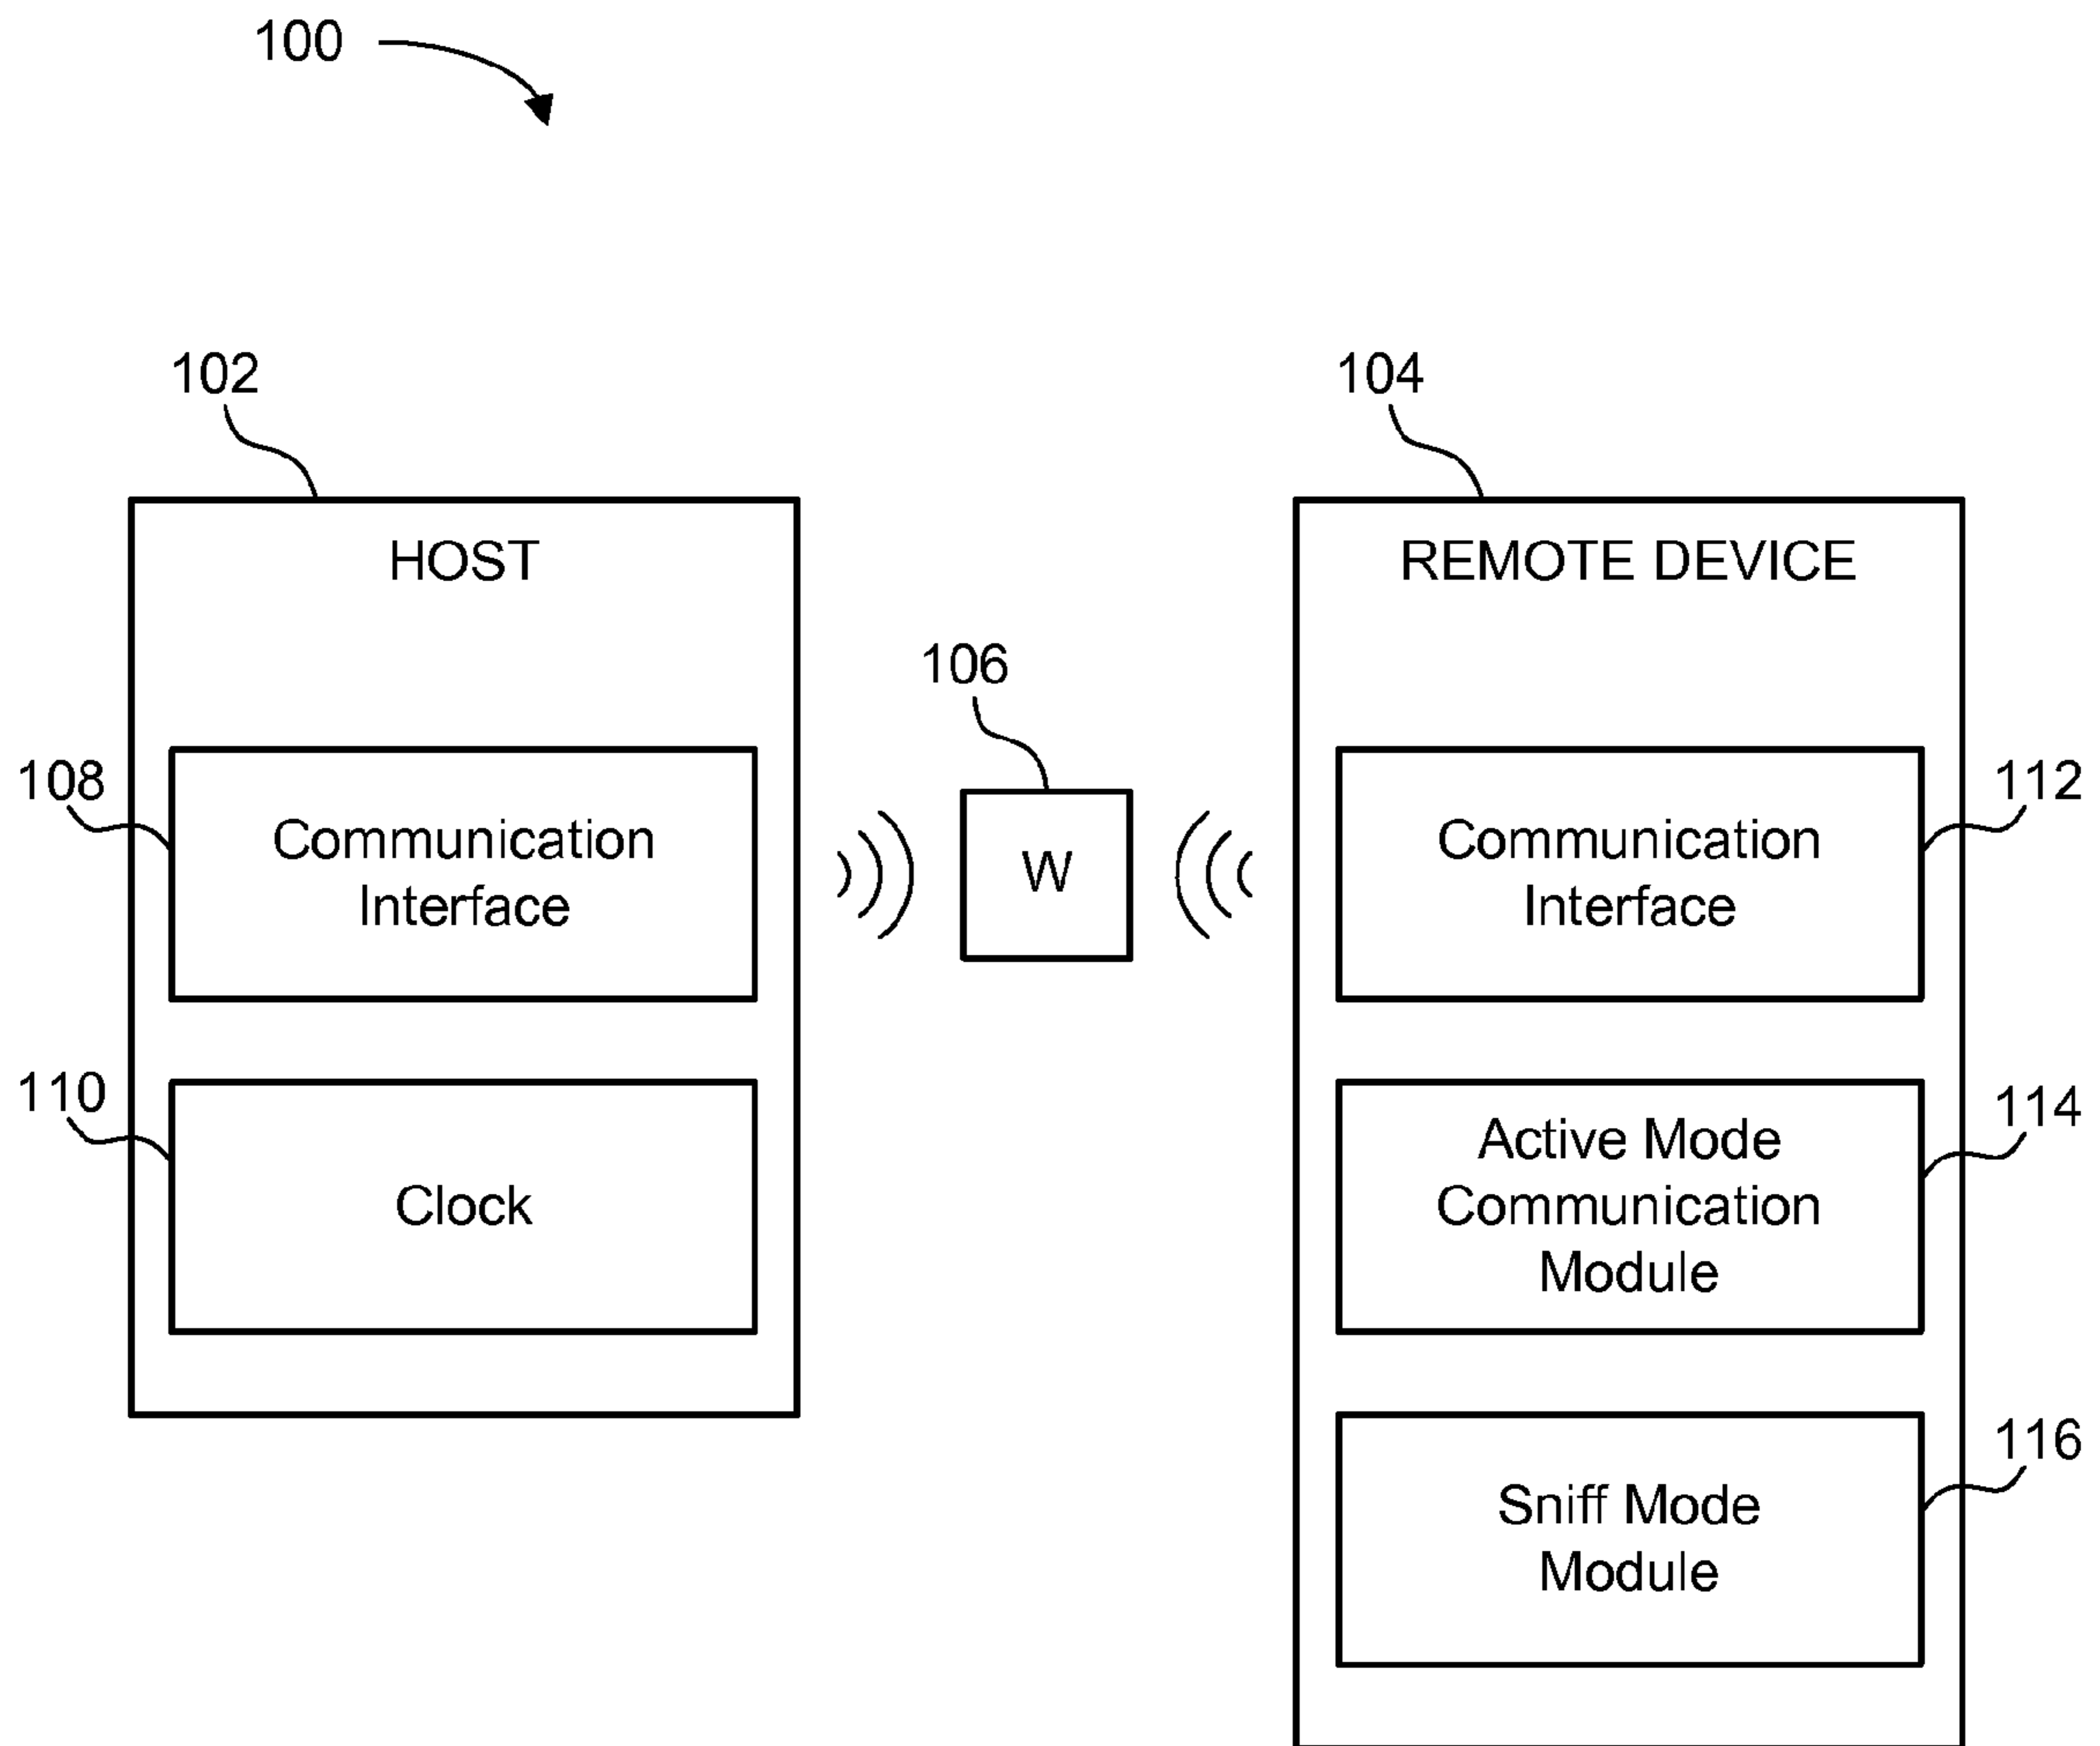 100
102
104
HOST
REMOTE DEVICE
106
108
Communication
Interface
W
Communication
Interface
112
110
Clock
Active Mode
Communication
Module
114
Sniff Mode
Module
116